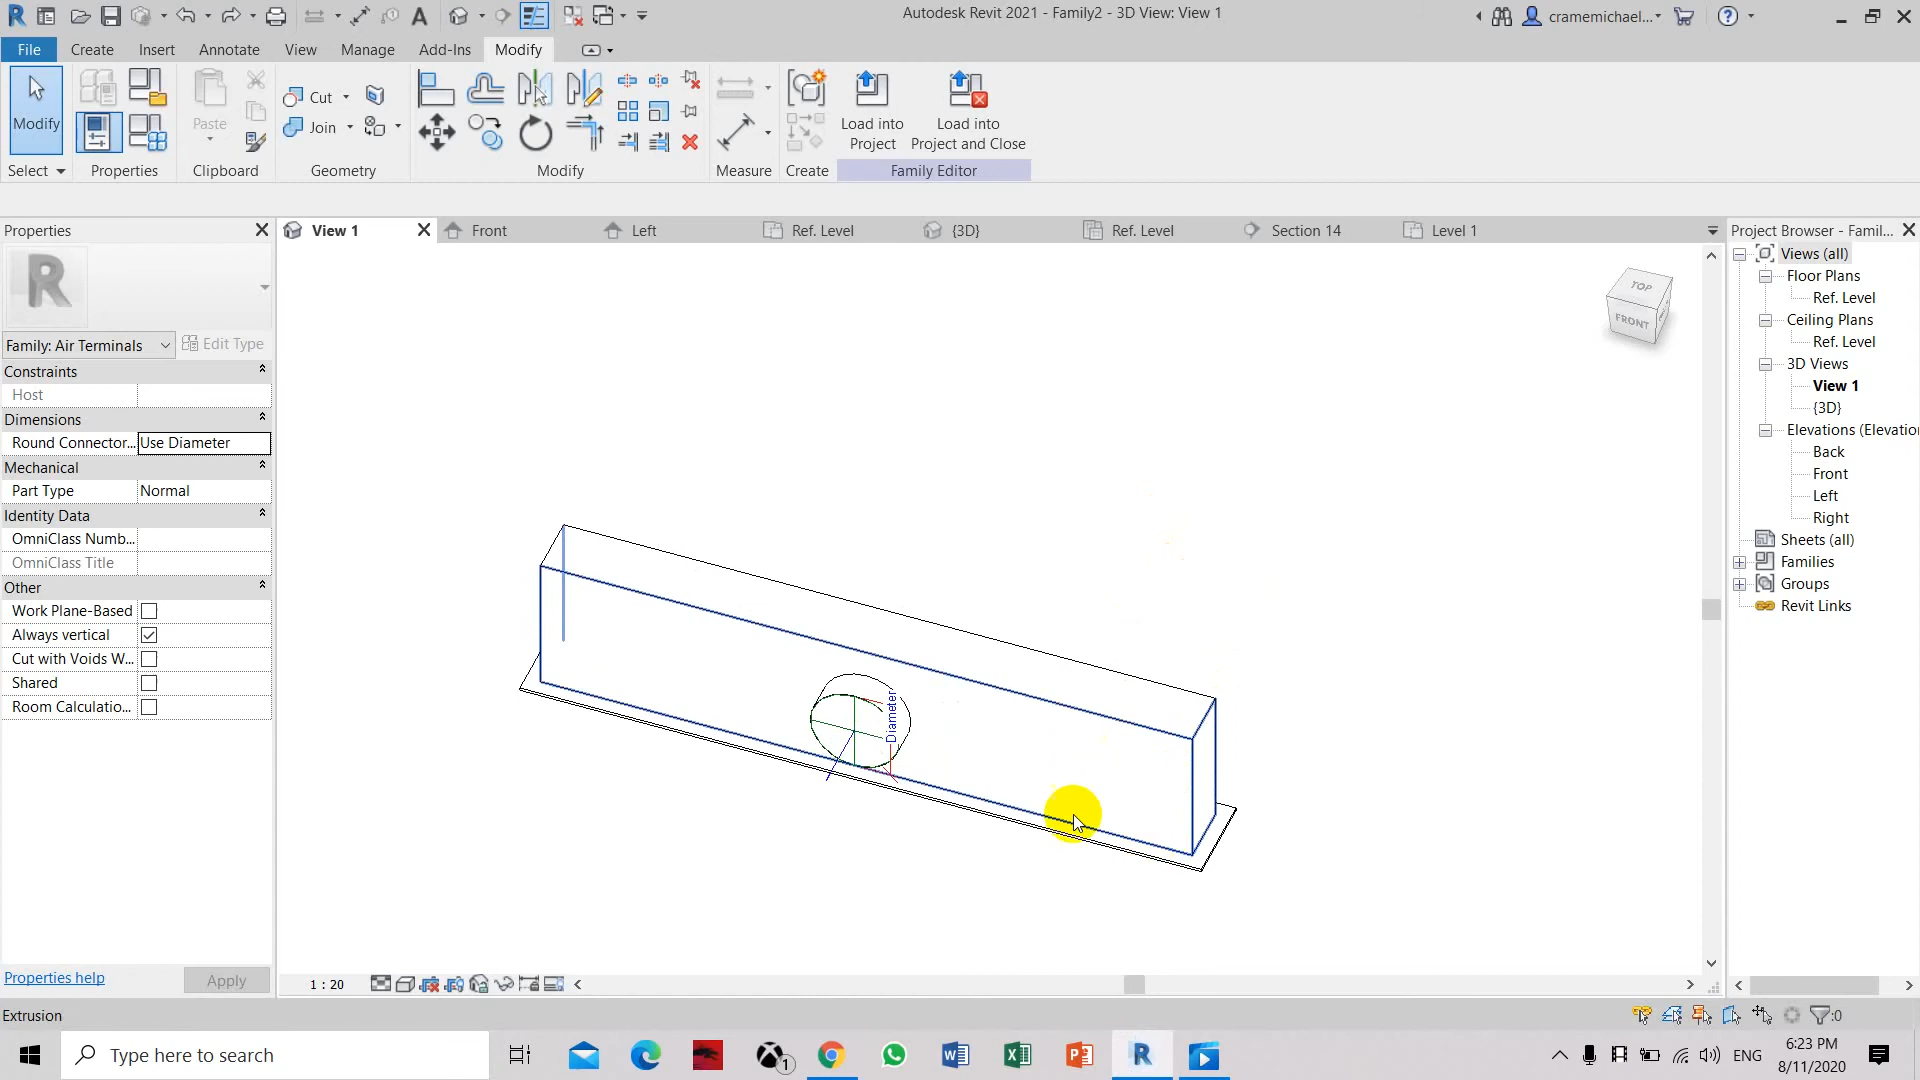 Autodesk Revit 2021 - Family2 - 3D View: View 1
cramemichael...
File
Create
Insert
Annotate
View
Manage
Add-Ins
Modify
Modify
Paste
Cut
Join
Load into
Project
Load into
Project and Close
Select
Properties
Clipboard
Geometry
Modify
Measure
Create
Family Editor
Properties
View 1
Front
Left
Ref. Level
{3D}
Ref. Level
Section 14
Level 1
Project Browser - Famil...
R
Family: Air Terminals
Edit Type
Constraints
Host
Dimensions
Round Connector...
Use Diameter
Mechanical
Part Type
Normal
Identity Data
OmniClass Numb...
OmniClass Title
Other
Work Plane-Based
Always vertical
Cut with Voids W...
Shared
Room Calculatio...
Properties help
Apply
TOP
FRONT
Diameter
Views (all)
Floor Plans
Ref. Level
Ceiling Plans
Ref. Level
3D Views
View 1
{3D}
Elevations (Elevatio
Back
Front
Left
Right
Sheets (all)
Families
Groups
Revit Links
1 : 20
Extrusion
:0
Type here to search
1
ENG
6:23 PM
8/11/2020